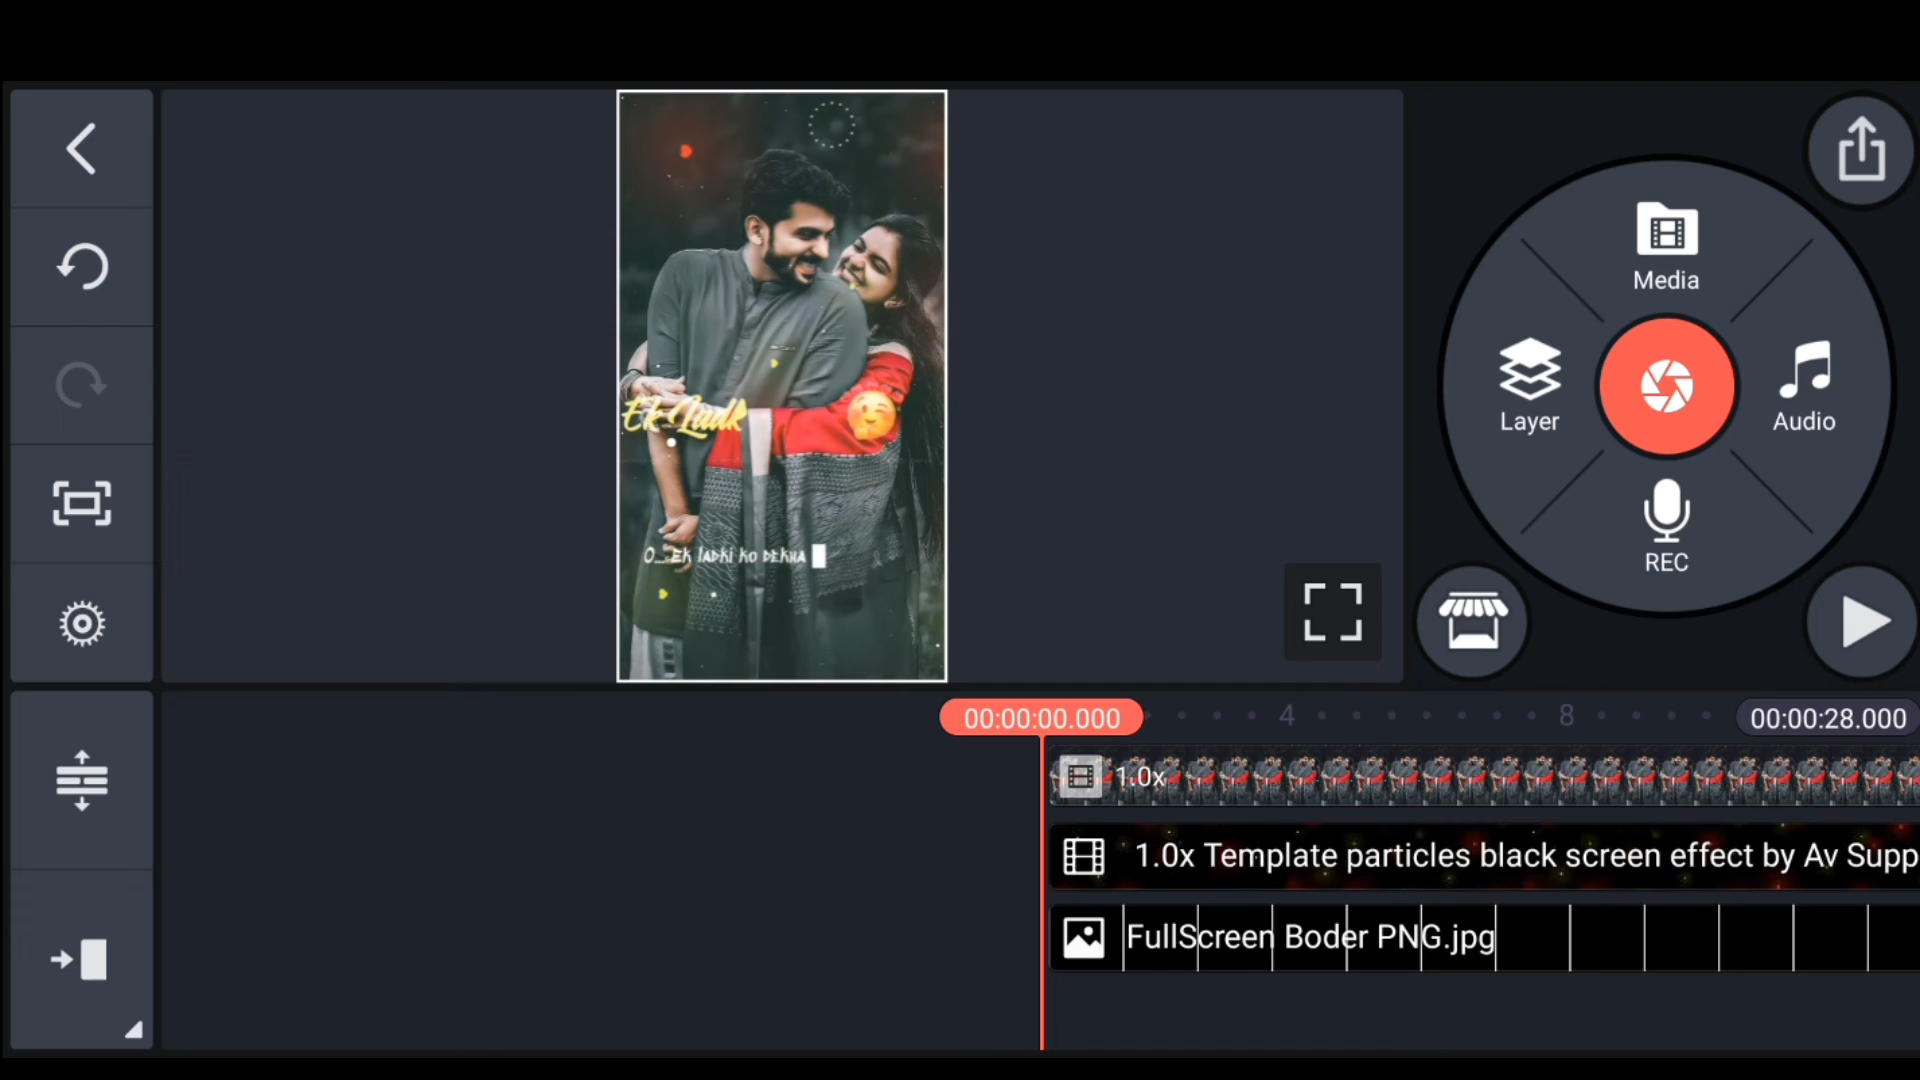 Media
Layer
Audio
REC
Ek Ladk
O... Ek ladki ko dekha
00:00:00.000
4
8
00:00:28.000
1.0x
1.0x Template particles black screen effect by Av Supp
FullScreen Boder PNG.jpg